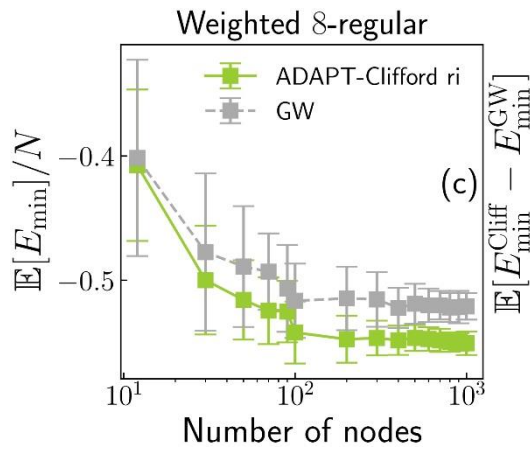 Weighted 8-regular
ADAPT-Clifford ri
GW
(c)
−0.4
−0.5
𝔼[E_min]/N
10^1
10^2
10^3
Number of nodes
𝔼[E_min^Cliff − E_min^GW]